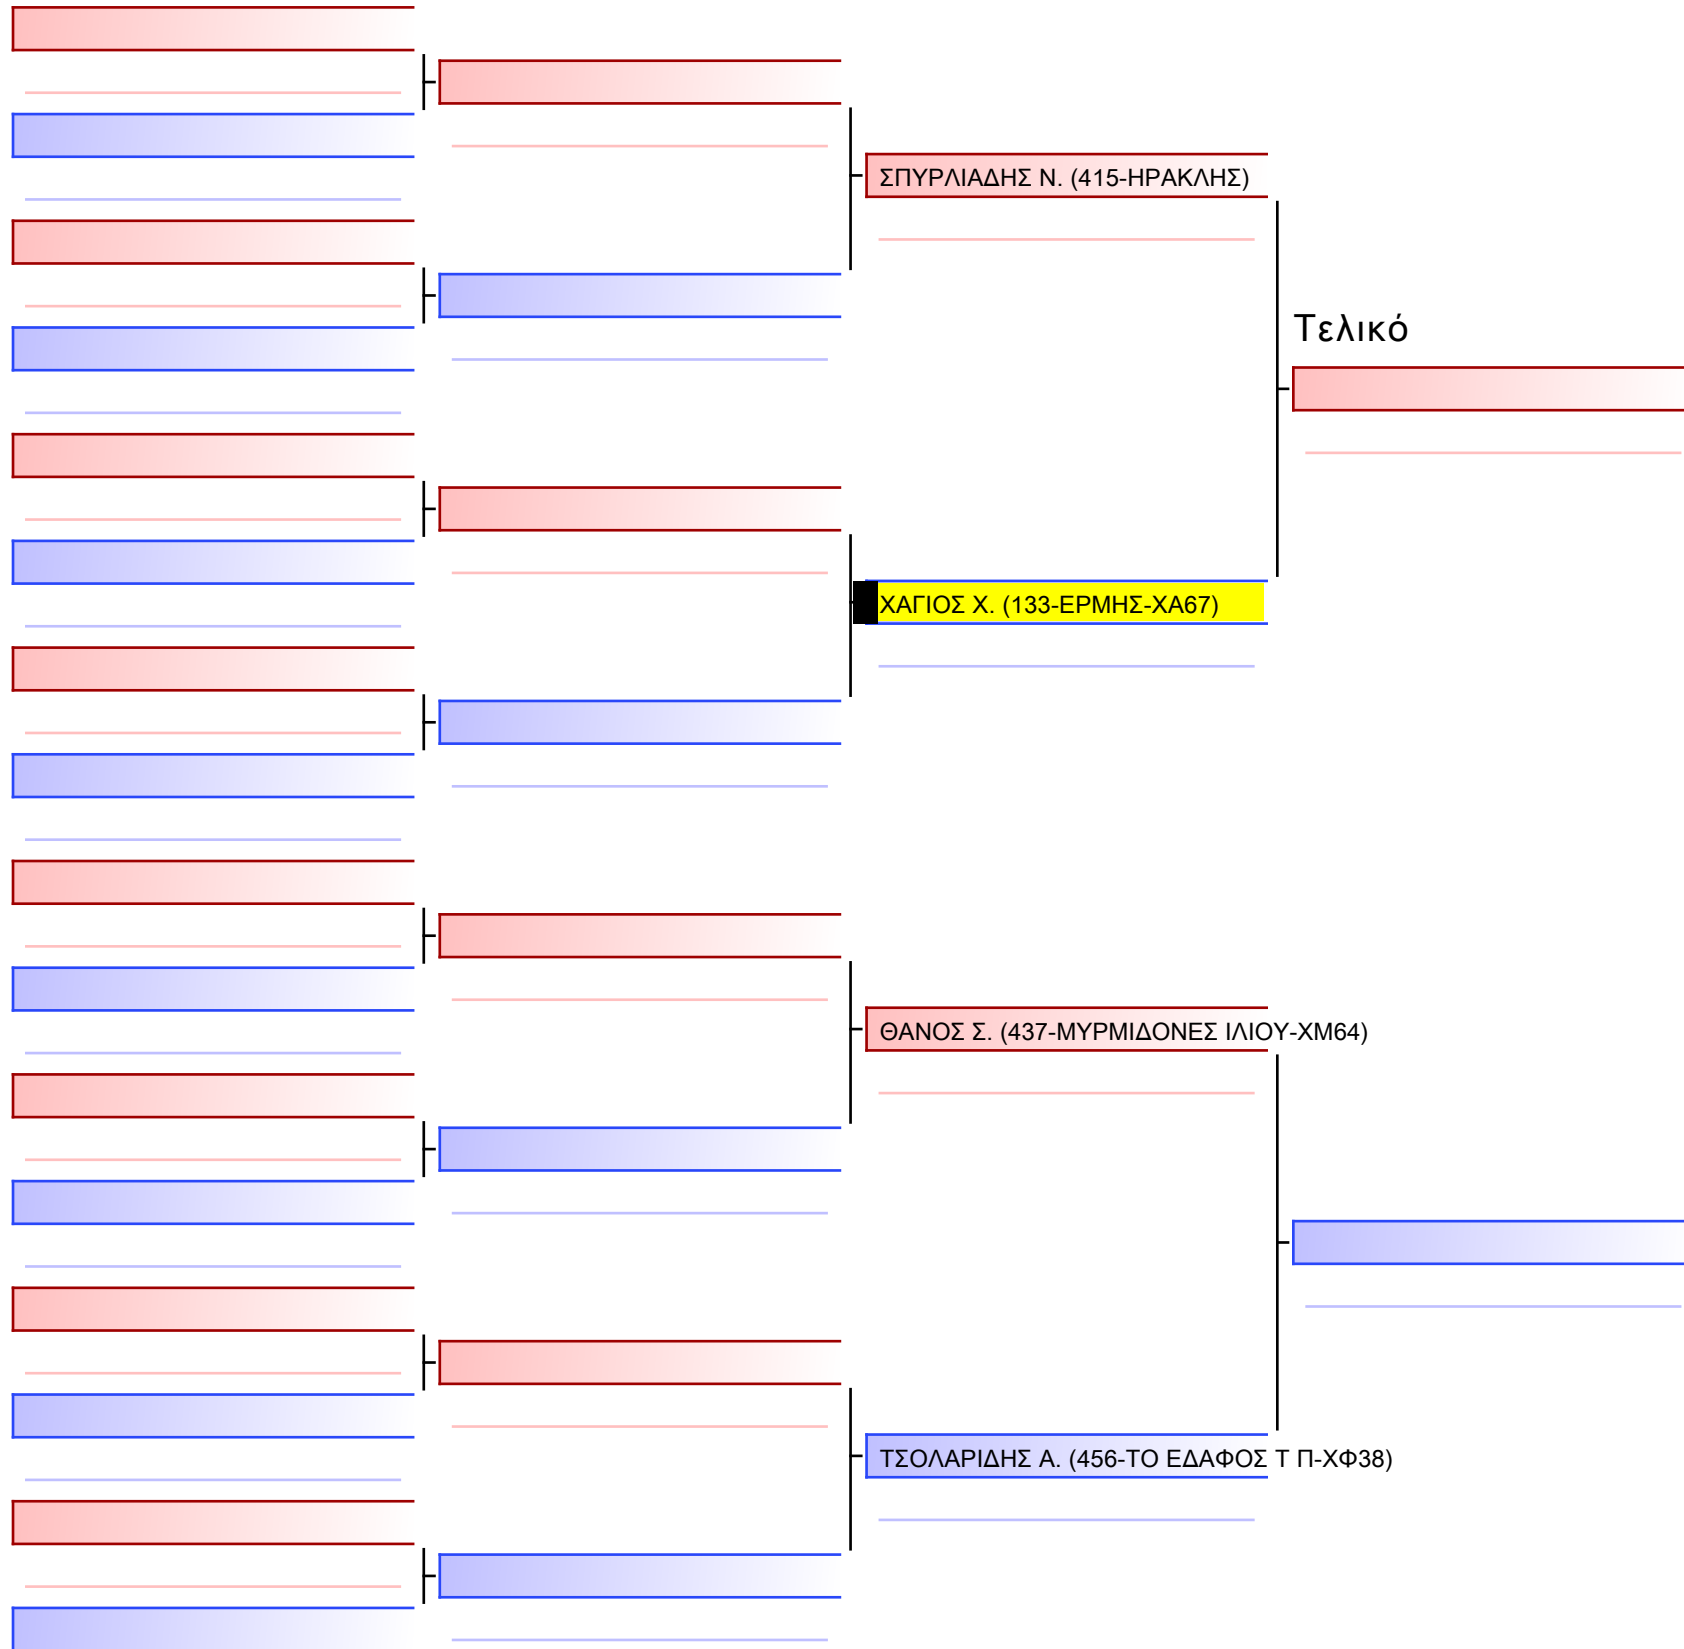 ΣΠΥΡΛΙΑΔΗΣ Ν. (415-ΗΡΑΚΛΗΣ)
Τελικό
ΧΑΓΙΟΣ Χ. (133-ΕΡΜΗΣ-ΧΑ67)
ΘΑΝΟΣ Σ. (437-ΜΥΡΜΙΔΟΝΕΣ ΙΛΙΟΥ-ΧΜ64)
ΤΣΟΛΑΡΙΔΗΣ Α. (456-ΤΟ ΕΔΑΦΟΣ Τ Π-ΧΦ38)